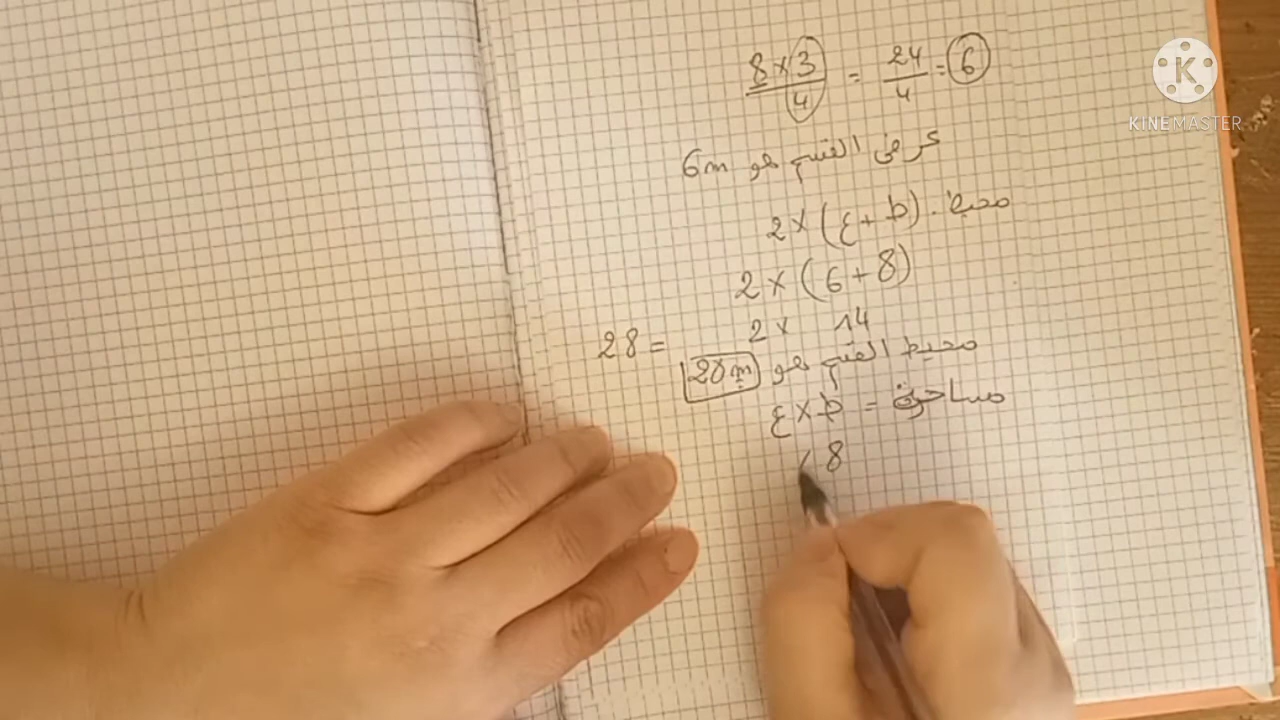 8 × 3 / 4 = 24 / 4 = 6
KINEMASTER
عرض القسم هو 6m
محيط. (ط + ع) × 2
2 × (6 + 8)
28 = 2 × 14
محيط القسم هو 28m
مساحة = ط × ع
8